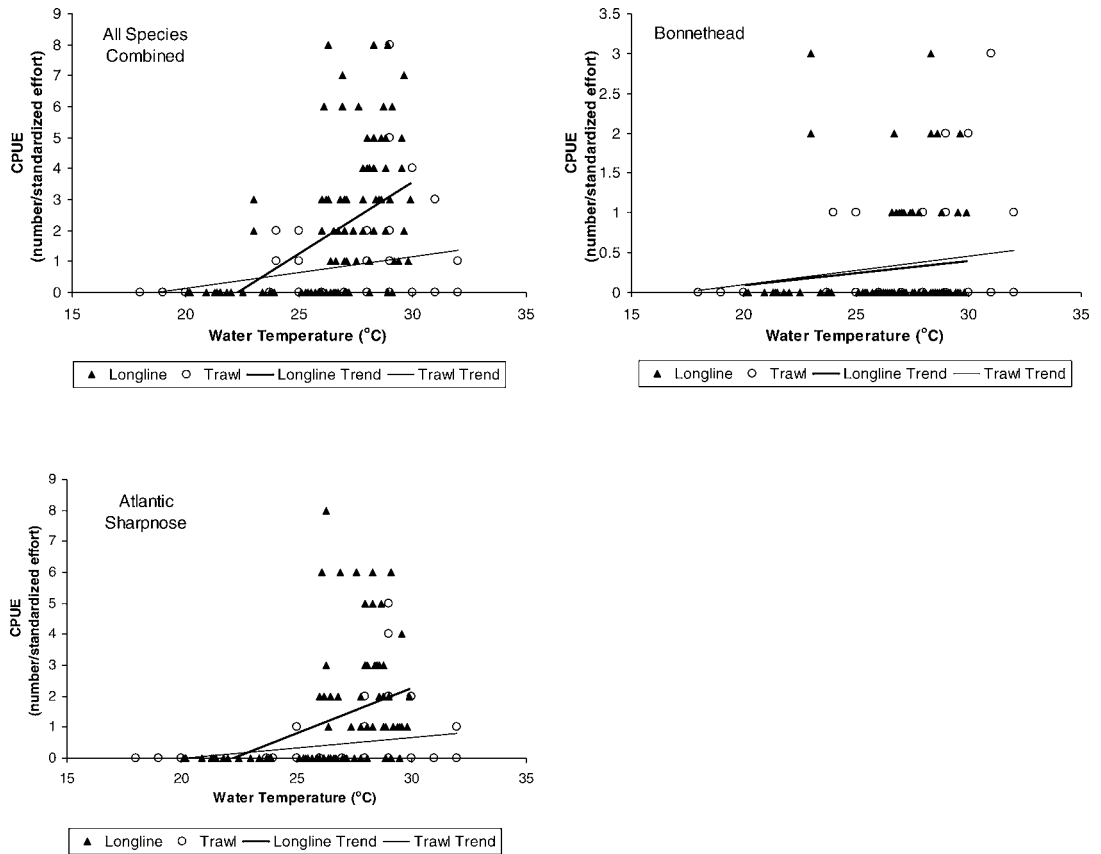 All Species
Combined
CPUE
(number/standardized effort)
9
8
7
6
5
4
3
2
1
0
15 20 25 30 35
Water Temperature (°C)
Longline Trawl Longline Trend Trawl Trend
Bonnethead
CPUE
(number/standardized effort)
3.5
3
2.5
2
1.5
1
0.5
0
15 20 25 30 35
Water Temperature (°C)
Longline Trawl Longline Trend Trawl Trend
Atlantic
Sharpnose
CPUE
(number/standardized effort)
9
8
7
6
5
4
3
2
1
0
15 20 25 30 35
Water Temperature (°C)
Longline Trawl Longline Trend Trawl Trend